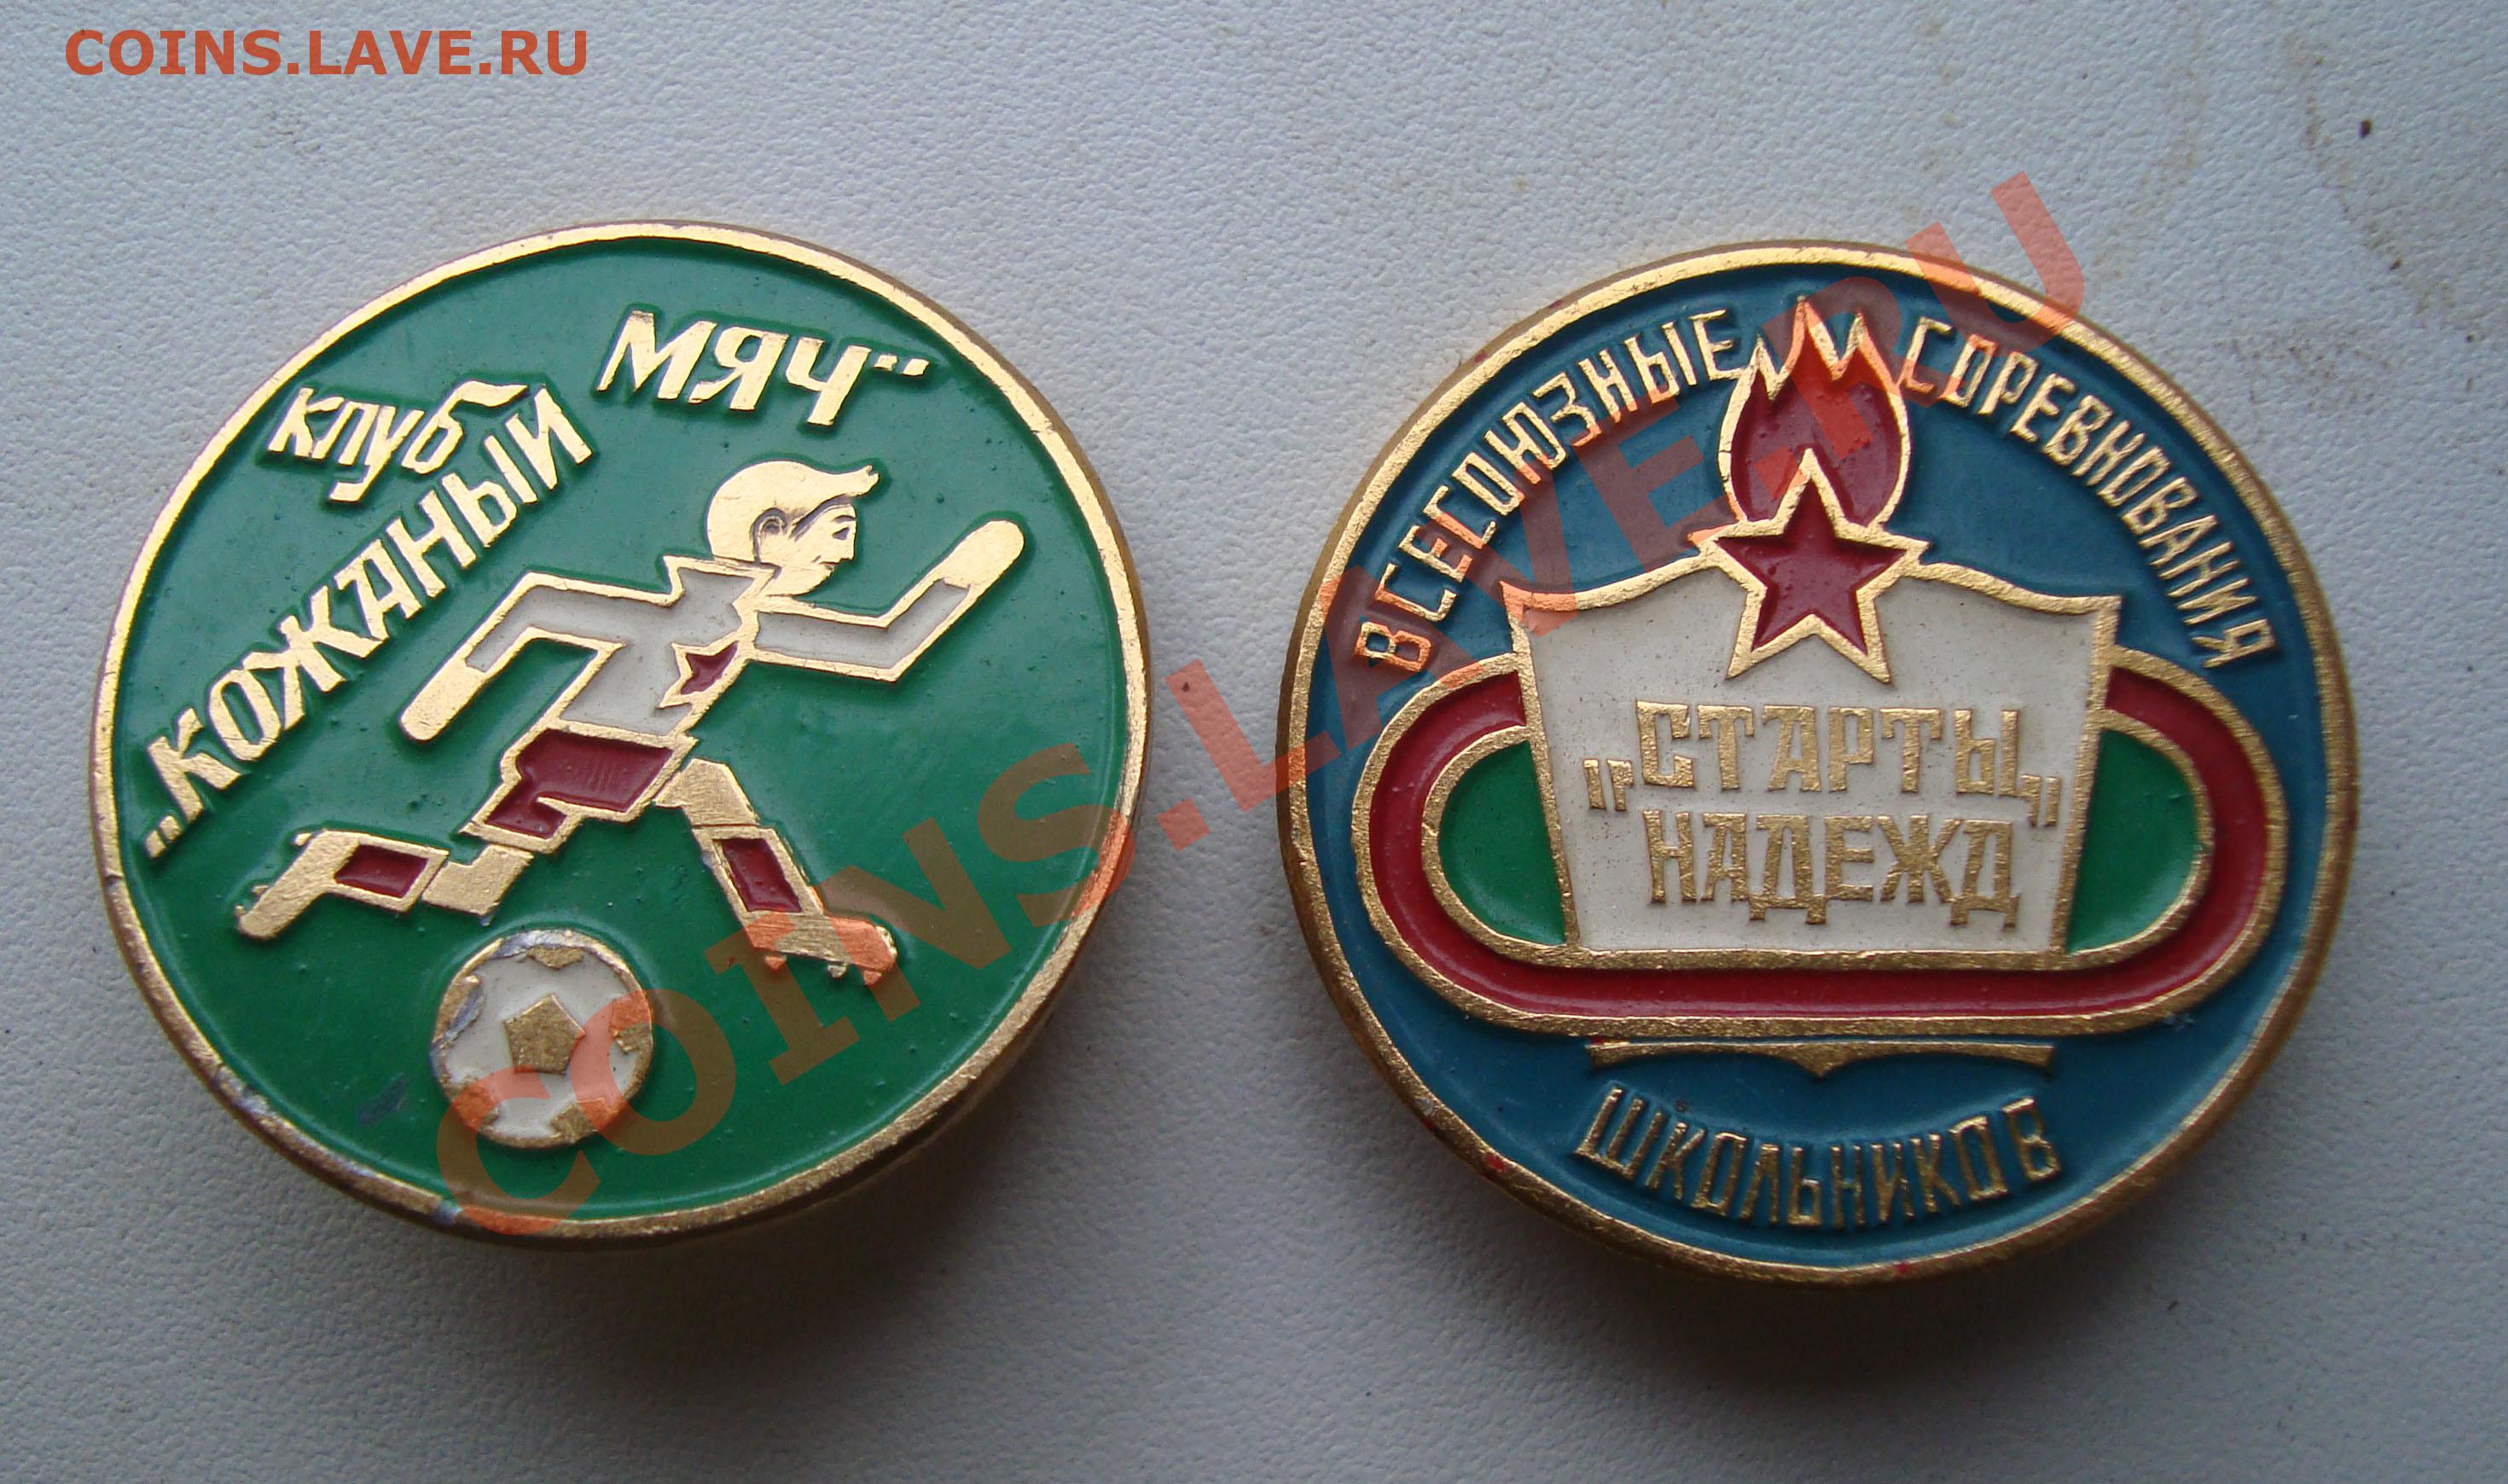 COINS.LAVE.RU
клуб
„КОЖАНЫЙ
МЯЧ“
ВСЕСОЮЗНЫЕ СОРЕВНОВАНИЯ
„СТАРТЫ„
НАДЕЖД
ШКОЛЬНИКОВ
COINS.LAVE.RU